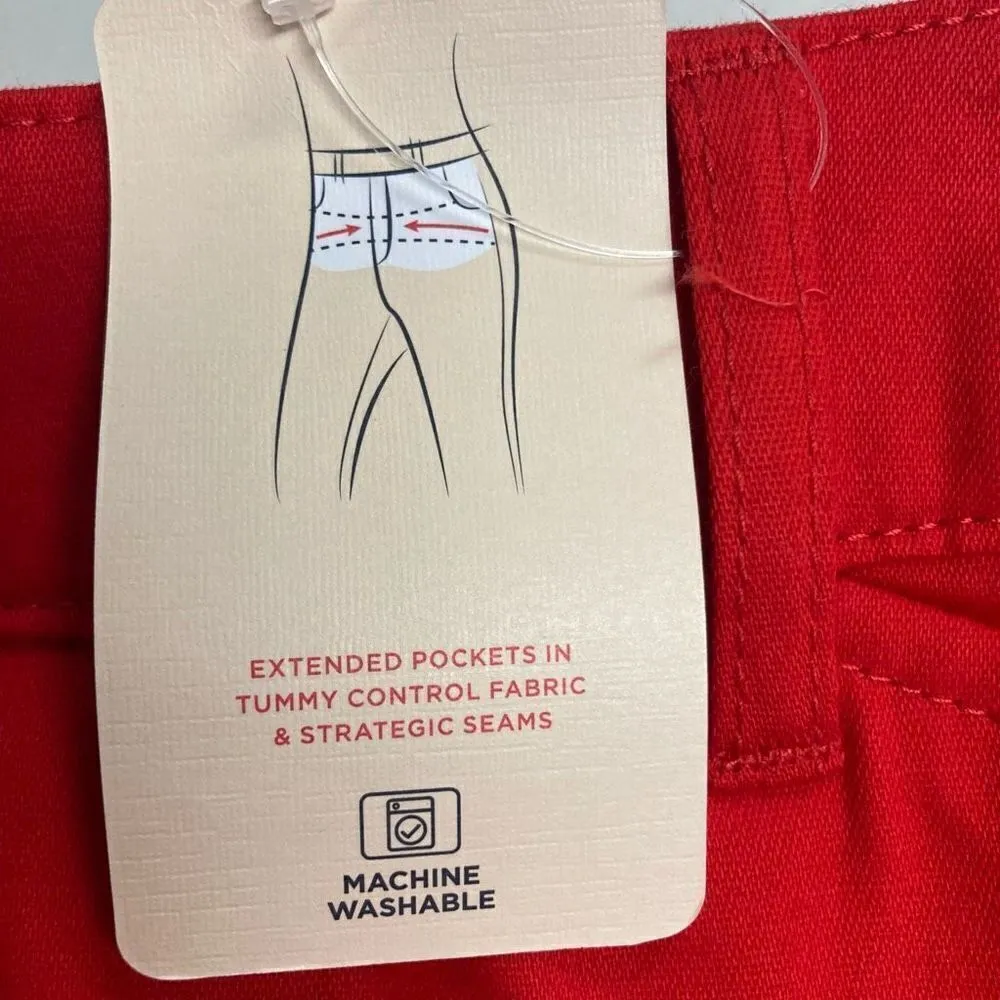 EXTENDED POCKETS IN
TUMMY CONTROL FABRIC
& STRATEGIC SEAMS
MACHINE
WASHABLE